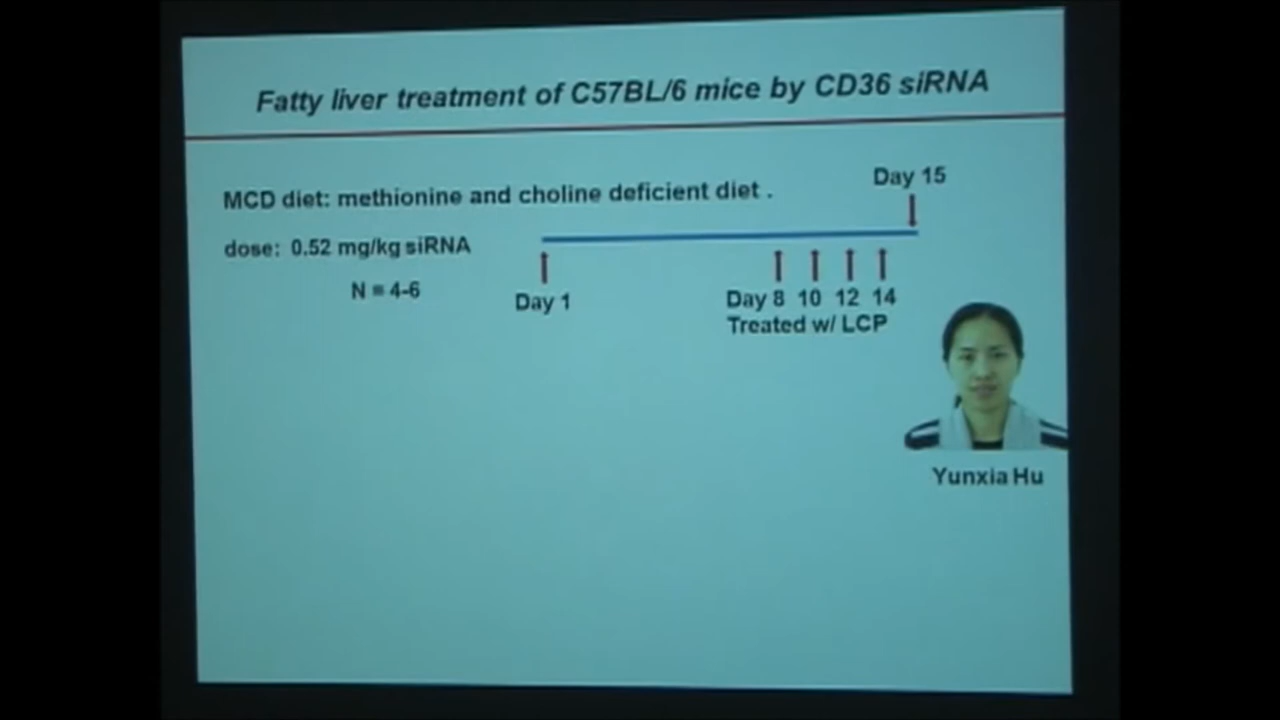 Fatty liver treatment of C57BL/6 mice by CD36 siRNA
MCD diet: methionine and choline deficient diet .
Day 15
dose: 0.52 mg/kg siRNA
N = 4-6
Day 1
Day 8 10 12 14
Treated w/ LCP
Yunxia Hu